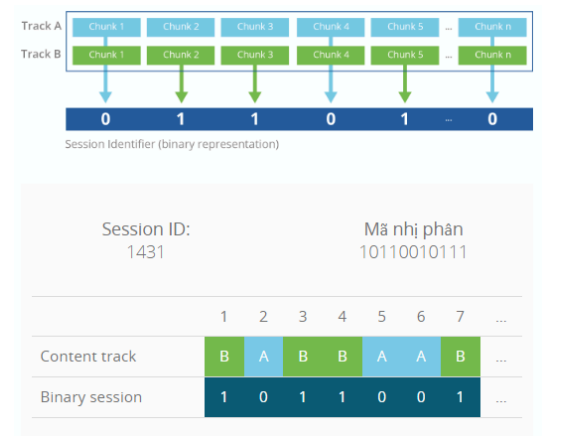 Track A Chunk 1 Chunk 2 Chunk 3 Chunk 4 Chunk 5 ... Chunk n
Track B Chunk 1 Chunk 2 Chunk 3 Chunk 4 Chunk 5 ... Chunk n
0 1 1 0 1 ... 0
Session Identifier (binary representation)
Session ID: Mã nhị phân
1431 10110010111
1 2 3 4 5 6 7 ...
Content track B A B B A A B ...
Binary session 1 0 1 1 0 0 1 ...